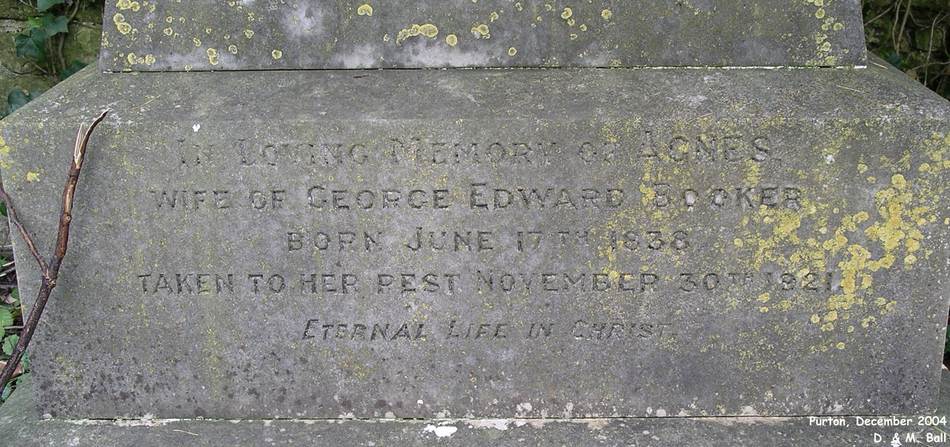 IN LOVING MEMORY OF AGNES,
WIFE OF GEORGE EDWARD BOOKER
BORN JUNE 17TH 1838
TAKEN TO HER REST NOVEMBER 30TH 1921.
ETERNAL LIFE IN CHRIST.
Purton, December 2004
D. & M. Ball